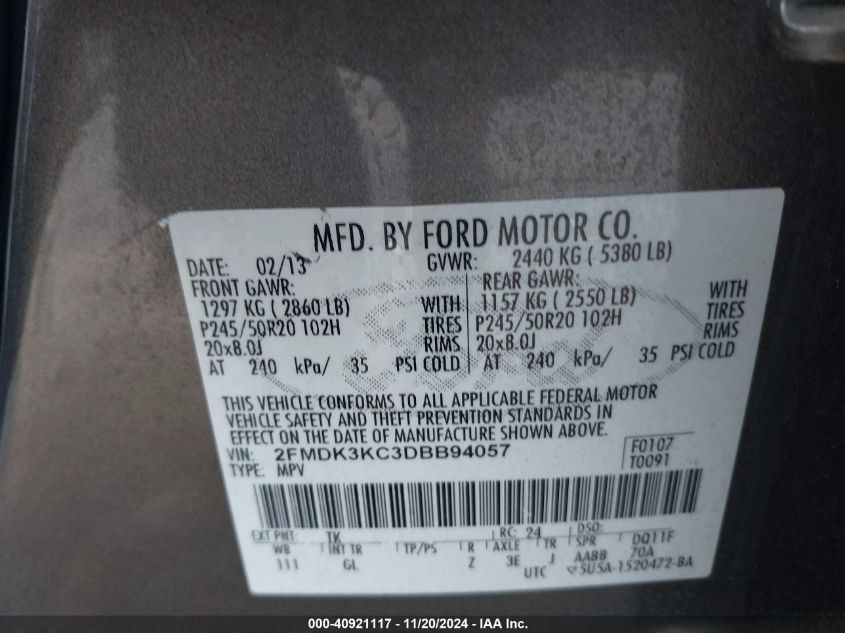 MFD. BY FORD MOTOR CO.
DATE: 02/13 GVWR: 2440 KG ( 5380 LB)
FRONT GAWR: REAR GAWR:
1297 KG ( 2860 LB) WITH 1157 KG ( 2550 LB) WITH
P245/50R20 102H TIRES P245/50R20 102H TIRES
20x8.0J RIMS 20x8.0J RIMS
AT 240 kPa/ 35 PSI COLD AT 240 kPa/ 35 PSI COLD
THIS VEHICLE CONFORMS TO ALL APPLICABLE FEDERAL MOTOR
VEHICLE SAFETY AND THEFT PREVENTION STANDARDS IN
EFFECT ON THE DATE OF MANUFACTURE SHOWN ABOVE.
VIN: 2FMDK3KC3DBB94057 F0107
TYPE: MPV T0091
EXT PNT: TK RC: 24 DSO:
WB INT TR TP/PS R AXLE TR SPR DQ11F
111 GL Z 3E J AABB 70A
UTC 5U5A-1520472-BA
000-40921117 - 11/20/2024 - IAA Inc.